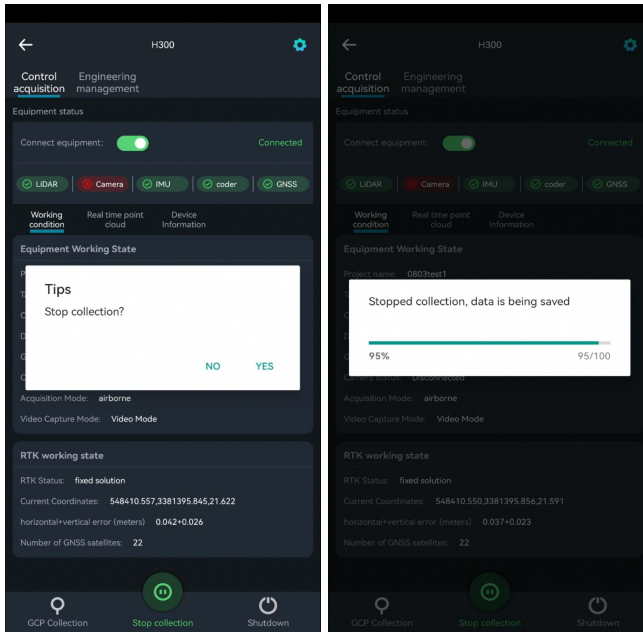 H300
Control
acquisition
Engineering
management
Equipment status
Connect equipment:
Connected
LiDAR
Camera
IMU
coder
GNSS
Working
condition
Real time point
cloud
Device
Information
Equipment Working State
Tips
Stop collection?
NO
YES
Acquisition Mode: airborne
Video Capture Mode: Video Mode
RTK working state
RTK Status: fixed solution
Current Coordinates: 548410.557,3381395.845,21.622
horizontal+vertical error (meters) 0.042+0.026
Number of GNSS satellites: 22
GCP Collection
Stop collection
Shutdown
H300
Control
acquisition
Engineering
management
Equipment status
Connect equipment:
Connected
LiDAR
Camera
IMU
coder
GNSS
Working
condition
Real time point
cloud
Device
Information
Equipment Working State
Project name: 0803test1
Stopped collection, data is being saved
95%
95/100
Camera status: Disconnected
Acquisition Mode: airborne
Video Capture Mode: Video Mode
RTK working state
RTK Status: fixed solution
Current Coordinates: 548410.550,3381395.856,21.591
horizontal+vertical error (meters) 0.037+0.023
Number of GNSS satellites: 22
GCP Collection
Stop collection
Shutdown